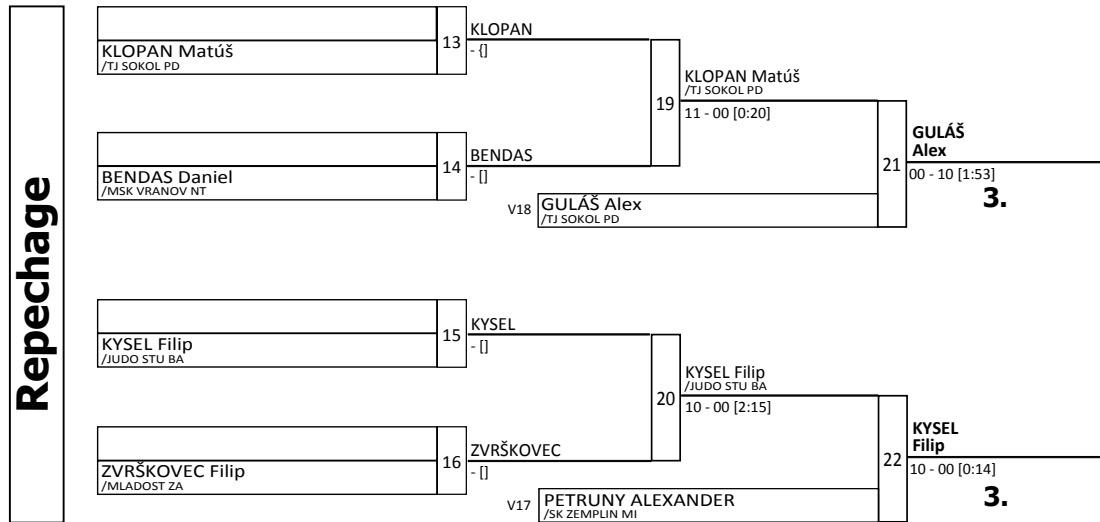 Repechage
KLOPAN Matúš
/TJ SOKOL PD
13
KLOPAN
- {]
BENDAS Daniel
/MSK VRANOV NT
14
BENDAS
- []
19
KLOPAN Matúš
/TJ SOKOL PD
11 - 00 [0:20]
V18
GULÁŠ Alex
/TJ SOKOL PD
21
GULÁŠ
Alex
00 - 10 [1:53]
3.
KYSEL Filip
/JUDO STU BA
15
KYSEL
- []
ZVRŠKOVEC Filip
/MLADOST ZA
16
ZVRŠKOVEC
- []
20
KYSEL Filip
/JUDO STU BA
10 - 00 [2:15]
V17
PETRUNY ALEXANDER
/SK ZEMPLIN MI
22
KYSEL
Filip
10 - 00 [0:14]
3.